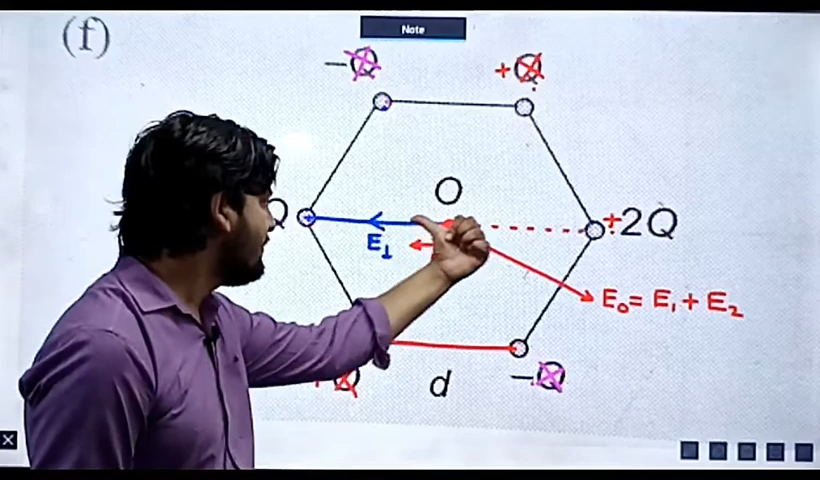 Note
(f)
-Q
+Q
O
Q
+2Q
E₁
E₀ = E₁ + E₂
+Q
d
-Q